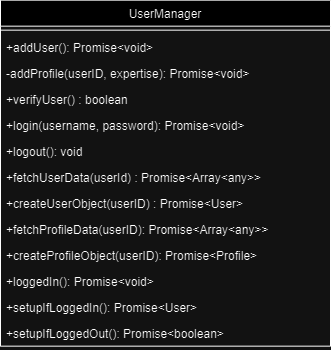 UserManager
+addUser(): Promise<void>
-addProfile(userID, expertise): Promise<void>
+verifyUser() : boolean
+login(username, password): Promise<void>
+logout(): void
+fetchUserData(userId) : Promise<Array<any>>
+createUserObject(userID) : Promise<User>
+fetchProfileData(userID): Promise<Array<any>>
+createProfileObject(userID): Promise<Profile>
+loggedIn(): Promise<void>
+setupIfLoggedIn(): Promise<User>
+setupIfLoggedOut(): Promise<boolean>